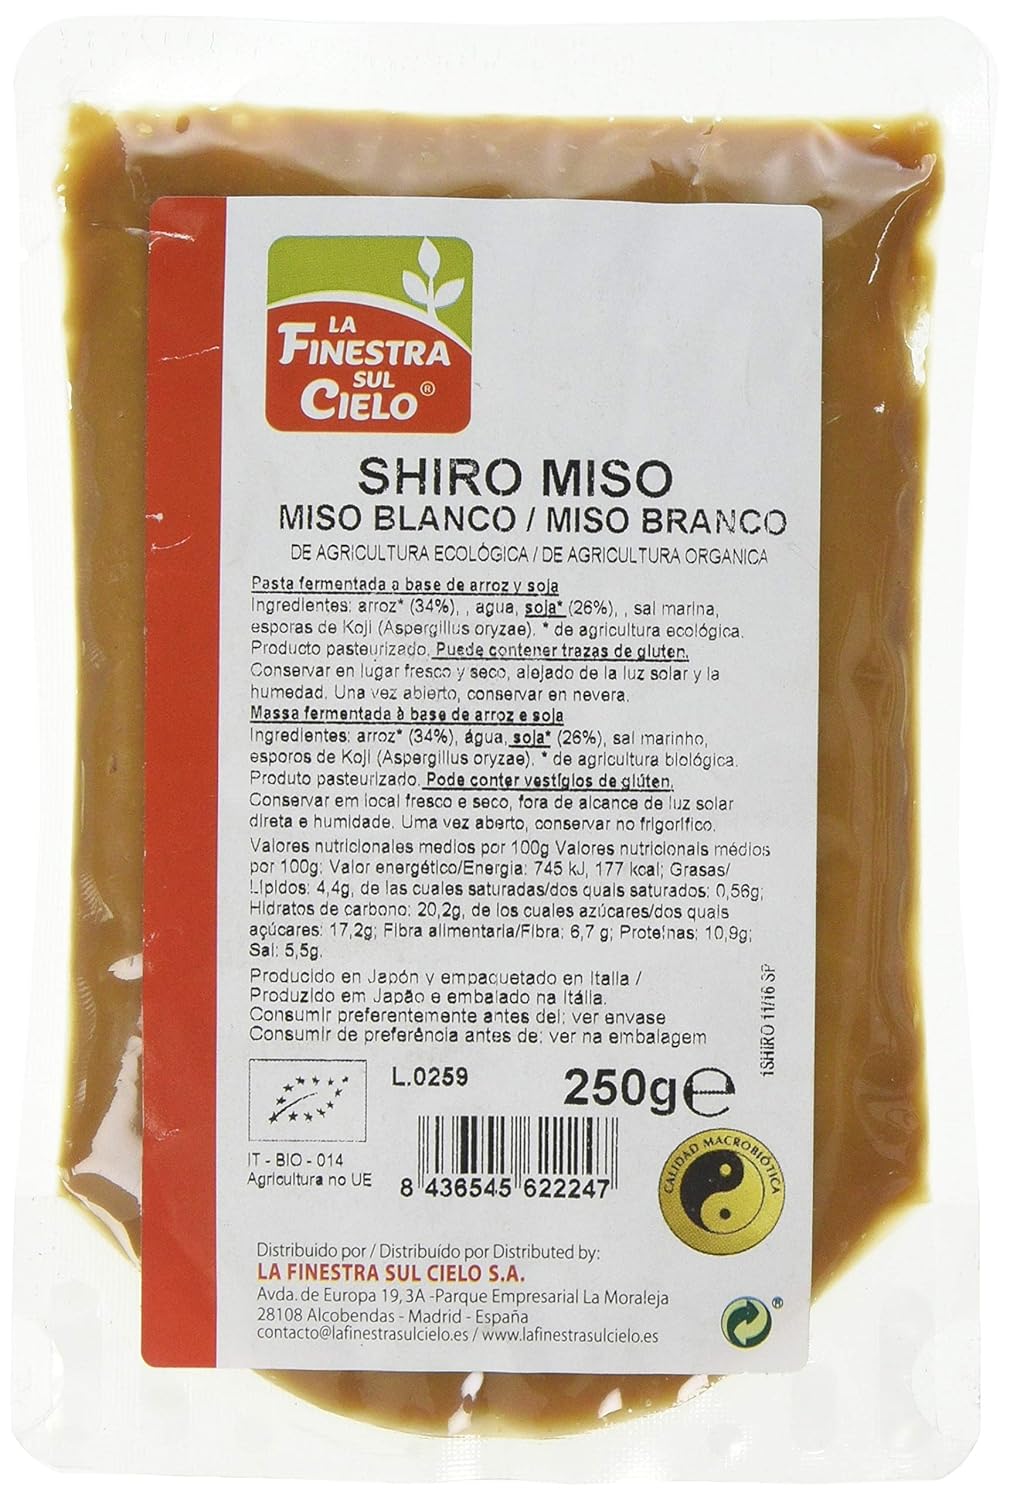 LA
FINESTRA
SUL
CIELO®
SHIRO MISO
MISO BLANCO / MISO BRANCO
DE AGRICULTURA ECOLÓGICA / DE AGRICULTURA ORGANICA
Pasta fermentada a base de arroz y soja
Ingredientes: arroz* (34%), , agua, soja* (26%), , sal marina,
esporas de Koji (Aspergillus oryzae). * de agricultura ecológica.
Producto pasteurizado. Puede contener trazas de gluten.
Conservar en lugar fresco y seco, alejado de la luz solar y la
humedad. Una vez abierto, conservar en nevera.
Massa fermentada à base de arroz e soja
Ingredientes: arroz* (34%), água, soja* (26%), sal marinho,
esporos de Koji (Aspergillus oryzae). * de agricultura biológica.
Produto pasteurizado. Pode conter vestígios de glúten.
Conservar em local fresco e seco, fora de alcance de luz solar
direta e humidade. Uma vez aberto, conservar no frigorífico.
Valores nutricionales medios por 100g Valores nutricionais médios
por 100g: Valor energético/Energia: 745 kJ, 177 kcal; Grasas/
Lípidos: 4,4g, de las cuales saturadas/dos quais saturados: 0,56g;
Hidratos de carbono: 20,2g, de los cuales azúcares/dos quais
açúcares: 17,2g; Fibra alimentaria/Fibra: 6,7 g; Proteínas: 10,9g;
Sal: 5,5g.
Producido en Japón y empaquetado en Italia /
Produzido em Japão e embalado na Itália.
Consumir preferentemente antes del: ver envase
Consumir de preferência antes de: ver na embalagem
1SHIRO 11/16 SP
L.0259
250g℮
IT - BIO - 014
Agricultura no UE
8 436545 622247
CALIDAD MACROBIÓTICA
Distribuido por / Distribuído por Distributed by:
LA FINESTRA SUL CIELO S.A.
Avda. de Europa 19, 3A -Parque Empresarial La Moraleja
28108 Alcobendas - Madrid - España
contacto@lafinestrasulcielo.es / www.lafinestrasulcielo.es
®